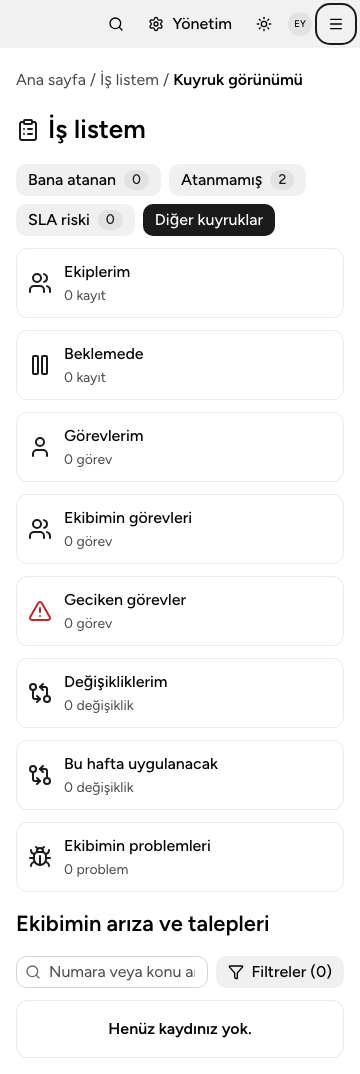 Yönetim
EY
Ana sayfa / İş listem / Kuyruk görünümü
İş listem
Bana atanan 0
Atanmamış 2
SLA riski 0
Diğer kuyruklar
Ekiplerim
0 kayıt
Beklemede
0 kayıt
Görevlerim
0 görev
Ekibimin görevleri
0 görev
Geciken görevler
0 görev
Değişikliklerim
0 değişiklik
Bu hafta uygulanacak
0 değişiklik
Ekibimin problemleri
0 problem
Ekibimin arıza ve talepleri
Numara veya konu
Filtreler (0)
Henüz kaydınız yok.